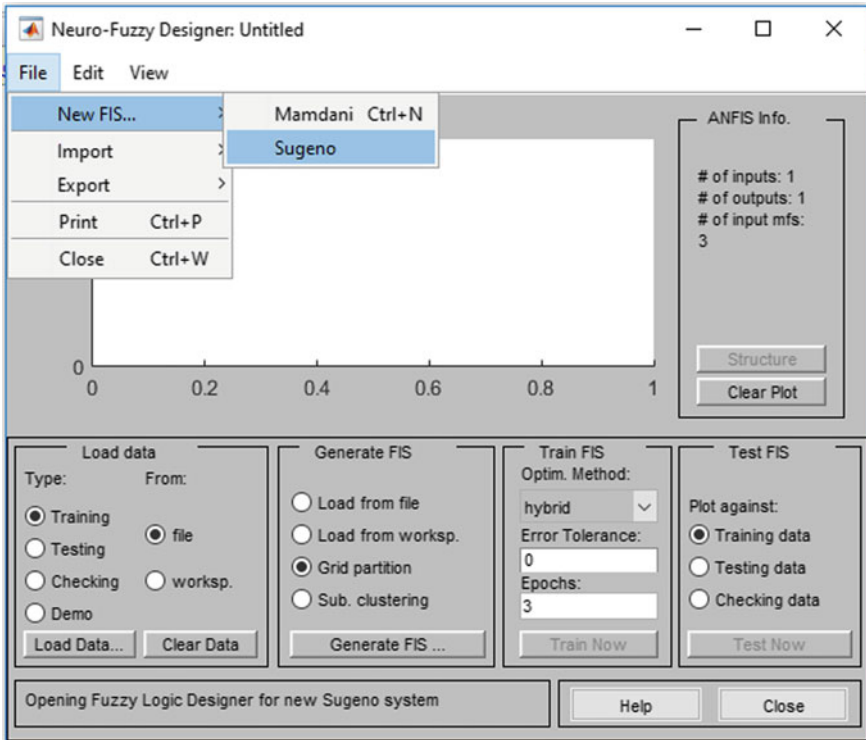 Neuro-Fuzzy Designer: Untitled
File Edit View
New FIS...
Import
Export
Print Ctrl+P
Close Ctrl+W
Mamdani Ctrl+N
Sugeno
ANFIS Info.
# of inputs: 1
# of outputs: 1
# of input mfs:
3
Structure
Clear Plot
0
0 0.2 0.4 0.6 0.8 1
Load data
Type: From:
Training
Testing
Checking
Demo
file
worksp.
Load Data... Clear Data
Generate FIS
Load from file
Load from worksp.
Grid partition
Sub. clustering
Generate FIS ...
Train FIS
Optim. Method:
hybrid
Error Tolerance:
0
Epochs:
3
Train Now
Test FIS
Plot against:
Training data
Testing data
Checking data
Test Now
Opening Fuzzy Logic Designer for new Sugeno system
Help Close